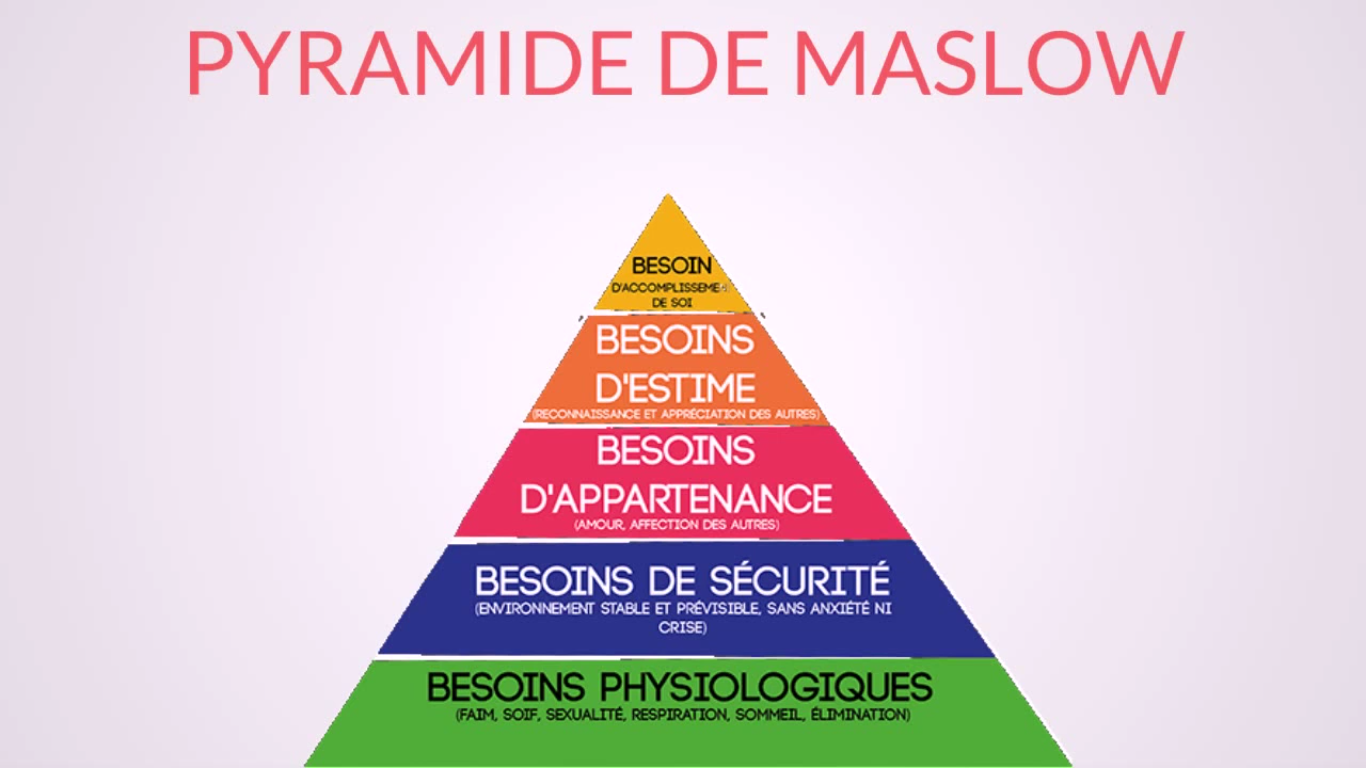 PYRAMIDE DE MASLOW
BESOIN
D'ACCOMPLISSEMEN
DE SOI
BESOINS
D'ESTIME
(RECONNAISSANCE ET APPRÉCIATION DES AUTRES)
BESOINS
D'APPARTENANCE
(AMOUR, AFFECTION DES AUTRES)
BESOINS DE SÉCURITÉ
(ENVIRONNEMENT STABLE ET PRÉVISIBLE, SANS ANXIÉTÉ NI
CRISE)
BESOINS PHYSIOLOGIQUES
(FAIM, SOIF, SEXUALITÉ, RESPIRATION, SOMMEIL, ÉLIMINATION)